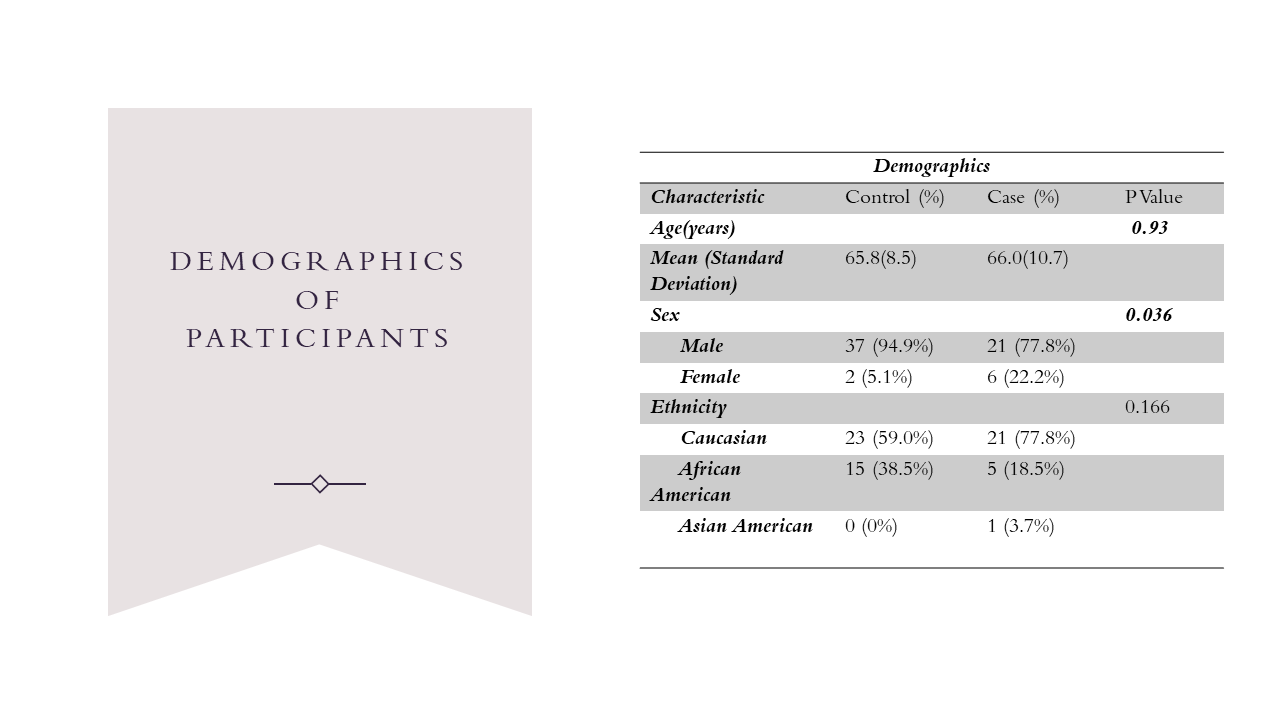 DEMOGRAPHICS
OF
PARTICIPANTS
Demographics
Characteristic Control (%) Case (%) P Value
Age(years) 0.93
Mean (Standard Deviation) 65.8(8.5) 66.0(10.7)
Sex 0.036
Male 37 (94.9%) 21 (77.8%)
Female 2 (5.1%) 6 (22.2%)
Ethnicity 0.166
Caucasian 23 (59.0%) 21 (77.8%)
African American 15 (38.5%) 5 (18.5%)
Asian American 0 (0%) 1 (3.7%)